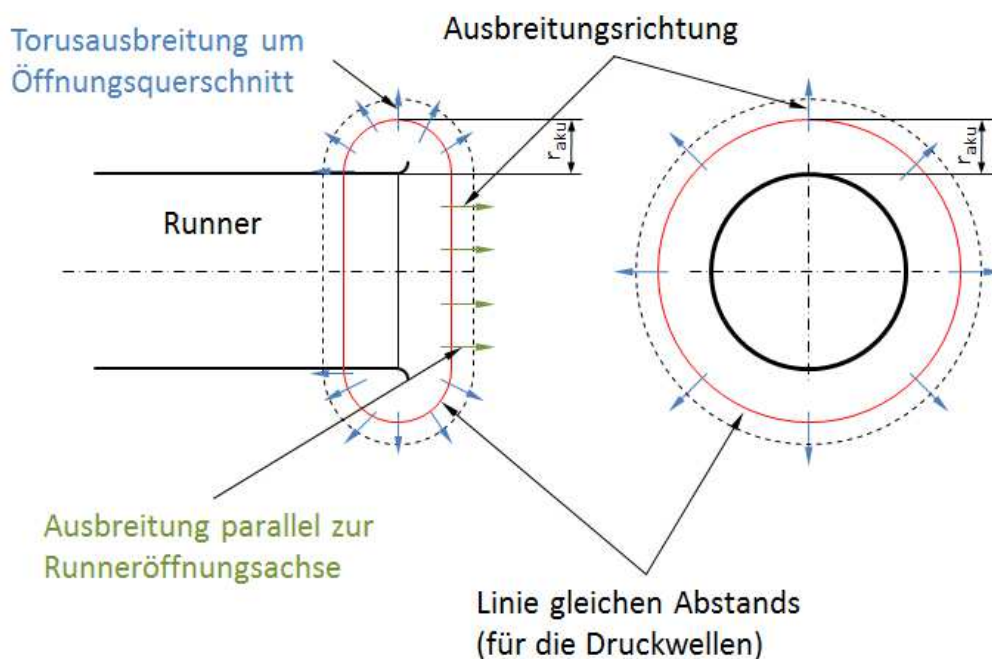 Torusausbreitung um
Öffnungsquerschnitt
Ausbreitungsrichtung
r_aku
r_aku
Runner
Ausbreitung parallel zur
Runneröffnungsachse
Linie gleichen Abstands
(für die Druckwellen)